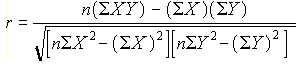 r = n(ΣXY) − (ΣX)(ΣY) / √[nΣX² − (ΣX)²][nΣY² − (ΣY)²]